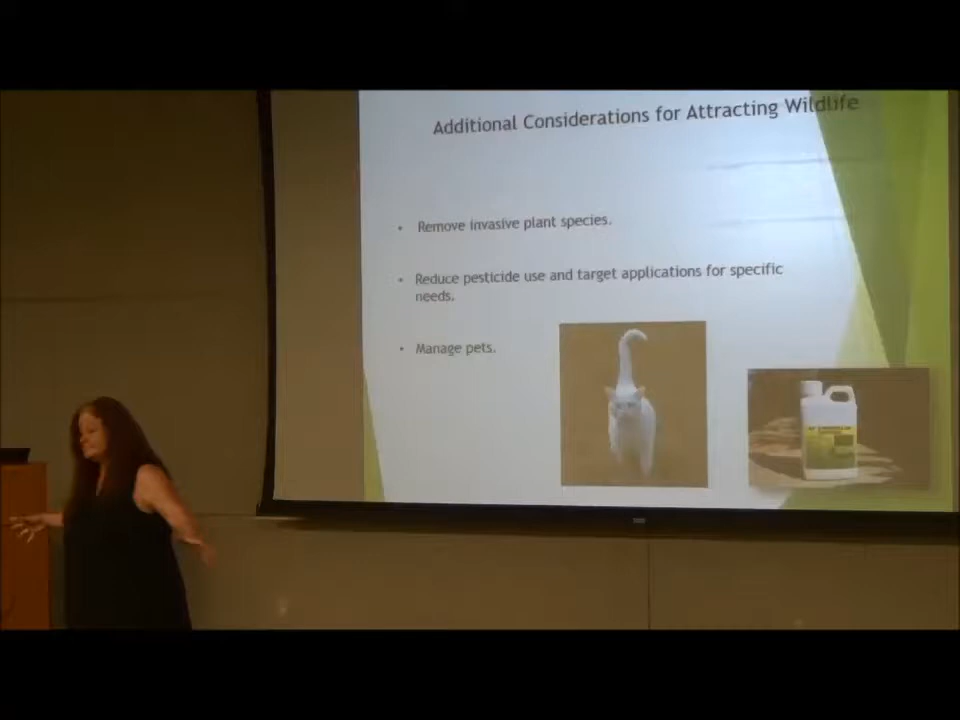 Additional Considerations for Attracting Wildlife
• Remove invasive plant species.
• Reduce pesticide use and target applications for specific
needs.
• Manage pets.